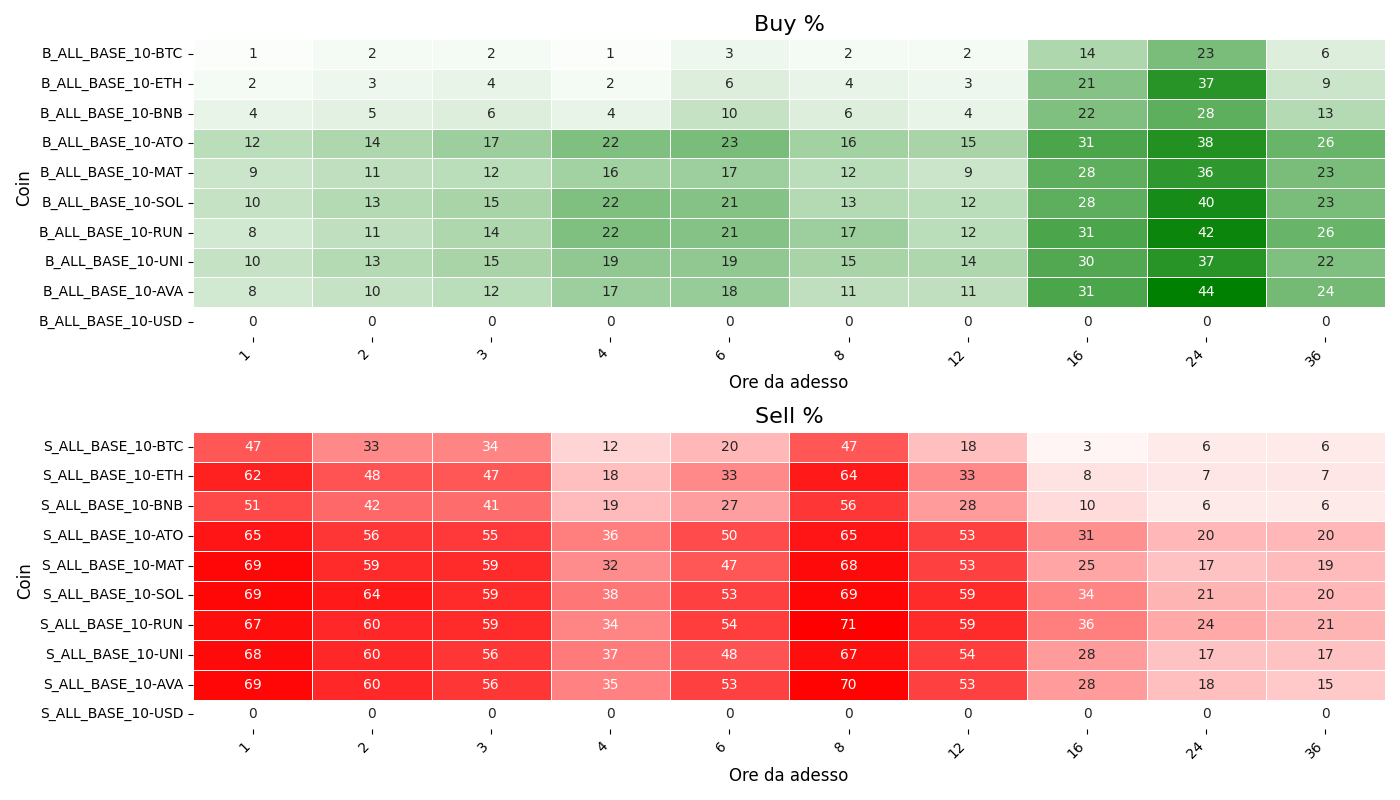 Buy %
Coin
B_ALL_BASE_10-BTC 1 2 2 1 3 2 2 14 23 6
B_ALL_BASE_10-ETH 2 3 4 2 6 4 3 21 37 9
B_ALL_BASE_10-BNB 4 5 6 4 10 6 4 22 28 13
B_ALL_BASE_10-ATO 12 14 17 22 23 16 15 31 38 26
B_ALL_BASE_10-MAT 9 11 12 16 17 12 9 28 36 23
B_ALL_BASE_10-SOL 10 13 15 22 21 13 12 28 40 23
B_ALL_BASE_10-RUN 8 11 14 22 21 17 12 31 42 26
B_ALL_BASE_10-UNI 10 13 15 19 19 15 14 30 37 22
B_ALL_BASE_10-AVA 8 10 12 17 18 11 11 31 44 24
B_ALL_BASE_10-USD 0 0 0 0 0 0 0 0 0 0
1 2 3 4 6 8 12 16 24 36
Ore da adesso
Sell %
Coin
S_ALL_BASE_10-BTC 47 33 34 12 20 47 18 3 6 6
S_ALL_BASE_10-ETH 62 48 47 18 33 64 33 8 7 7
S_ALL_BASE_10-BNB 51 42 41 19 27 56 28 10 6 6
S_ALL_BASE_10-ATO 65 56 55 36 50 65 53 31 20 20
S_ALL_BASE_10-MAT 69 59 59 32 47 68 53 25 17 19
S_ALL_BASE_10-SOL 69 64 59 38 53 69 59 34 21 20
S_ALL_BASE_10-RUN 67 60 59 34 54 71 59 36 24 21
S_ALL_BASE_10-UNI 68 60 56 37 48 67 54 28 17 17
S_ALL_BASE_10-AVA 69 60 56 35 53 70 53 28 18 15
S_ALL_BASE_10-USD 0 0 0 0 0 0 0 0 0 0
1 2 3 4 6 8 12 16 24 36
Ore da adesso